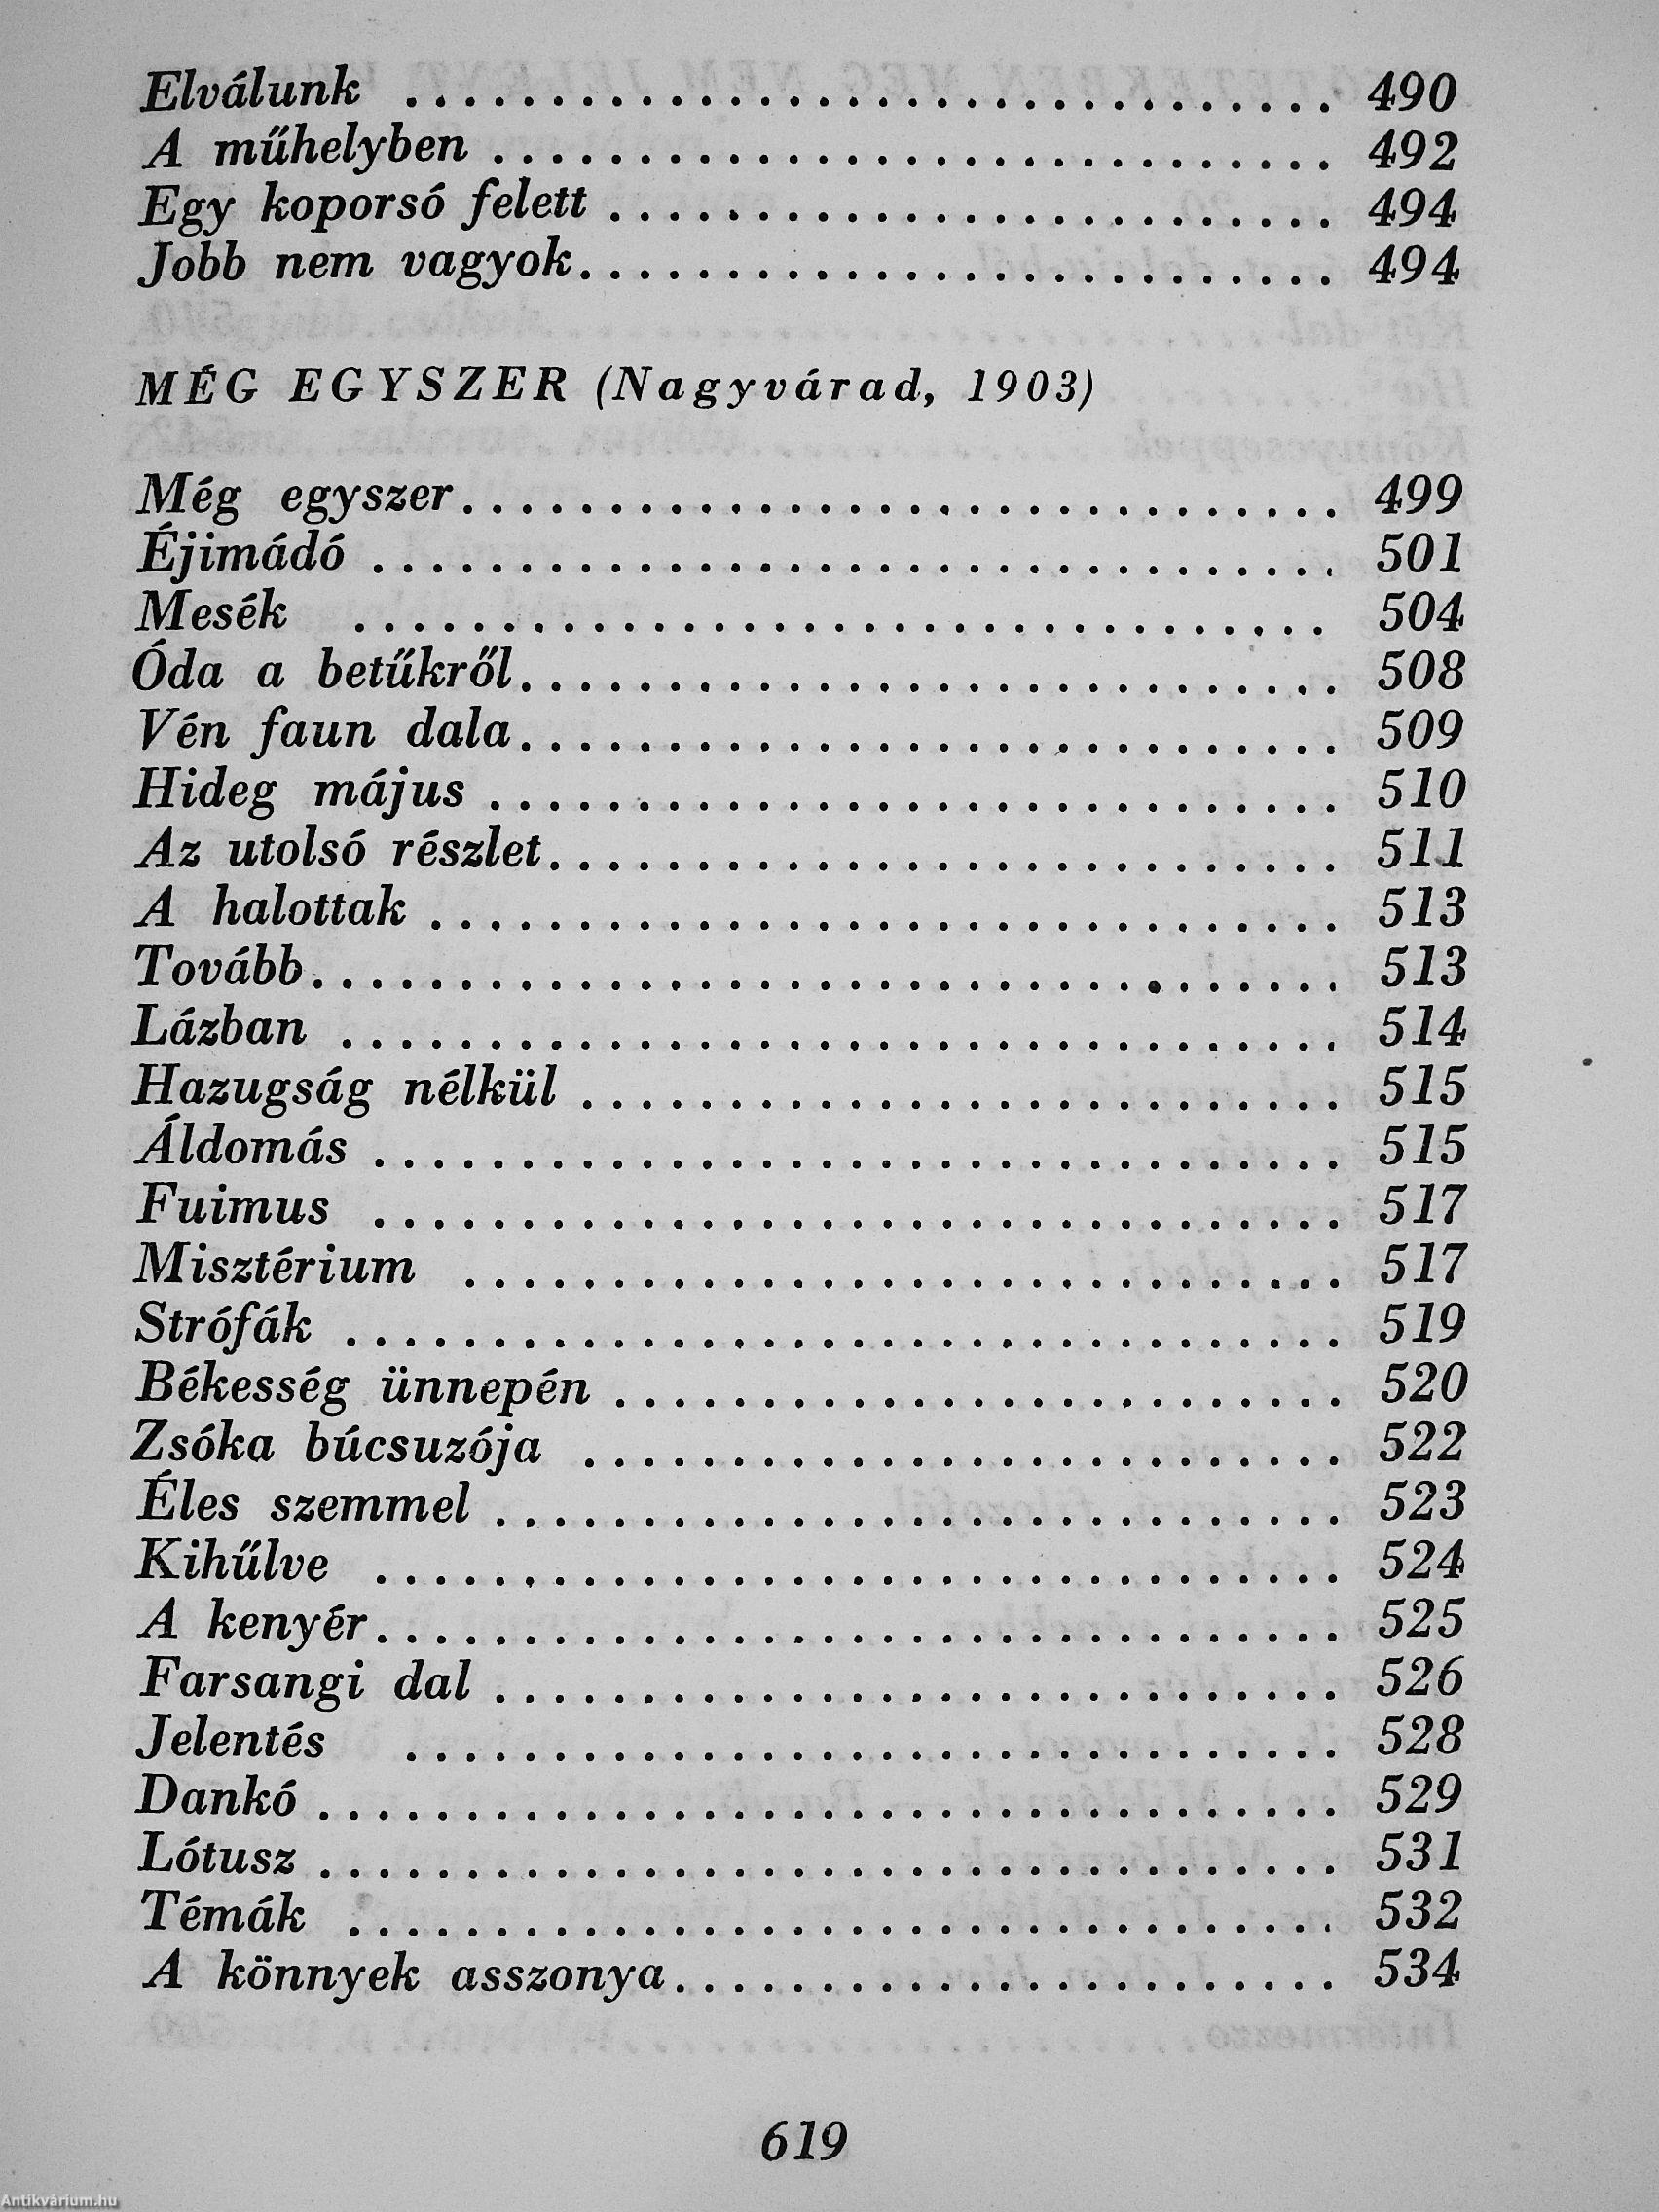 Elválunk ................................ 490
A műhelyben ............................. 492
Egy koporsó felett ......................... 494
Jobb nem vagyok.......................... 494
MÉG EGYSZER (Nagyvárad, 1903)
Még egyszer.............................. 499
Éjimádó ................................. 501
Mesék ................................. 504
Óda a betűkről............................ 508
Vén faun dala............................ 509
Hideg május ............................. 510
Az utolsó részlet........................... 511
A halottak ............................... 513
Tovább................................... 513
Lázban .................................. 514
Hazugság nélkül .......................... 515
Áldomás ................................. 515
Fuimus ................................. 517
Misztérium .............................. 517
Strófák .................................. 519
Békesség ünnepén ......................... 520
Zsóka búcsuzója .......................... 522
Éles szemmel ............................. 523
Kihűlve ................................. 524
A kenyér................................. 525
Farsangi dal ............................. 526
Jelentés ................................ 528
Dankó ................................... 529
Lótusz ................................... 531
Témák .................................. 532
A könnyek asszonya....................... 534
619
Antikvárium.hu